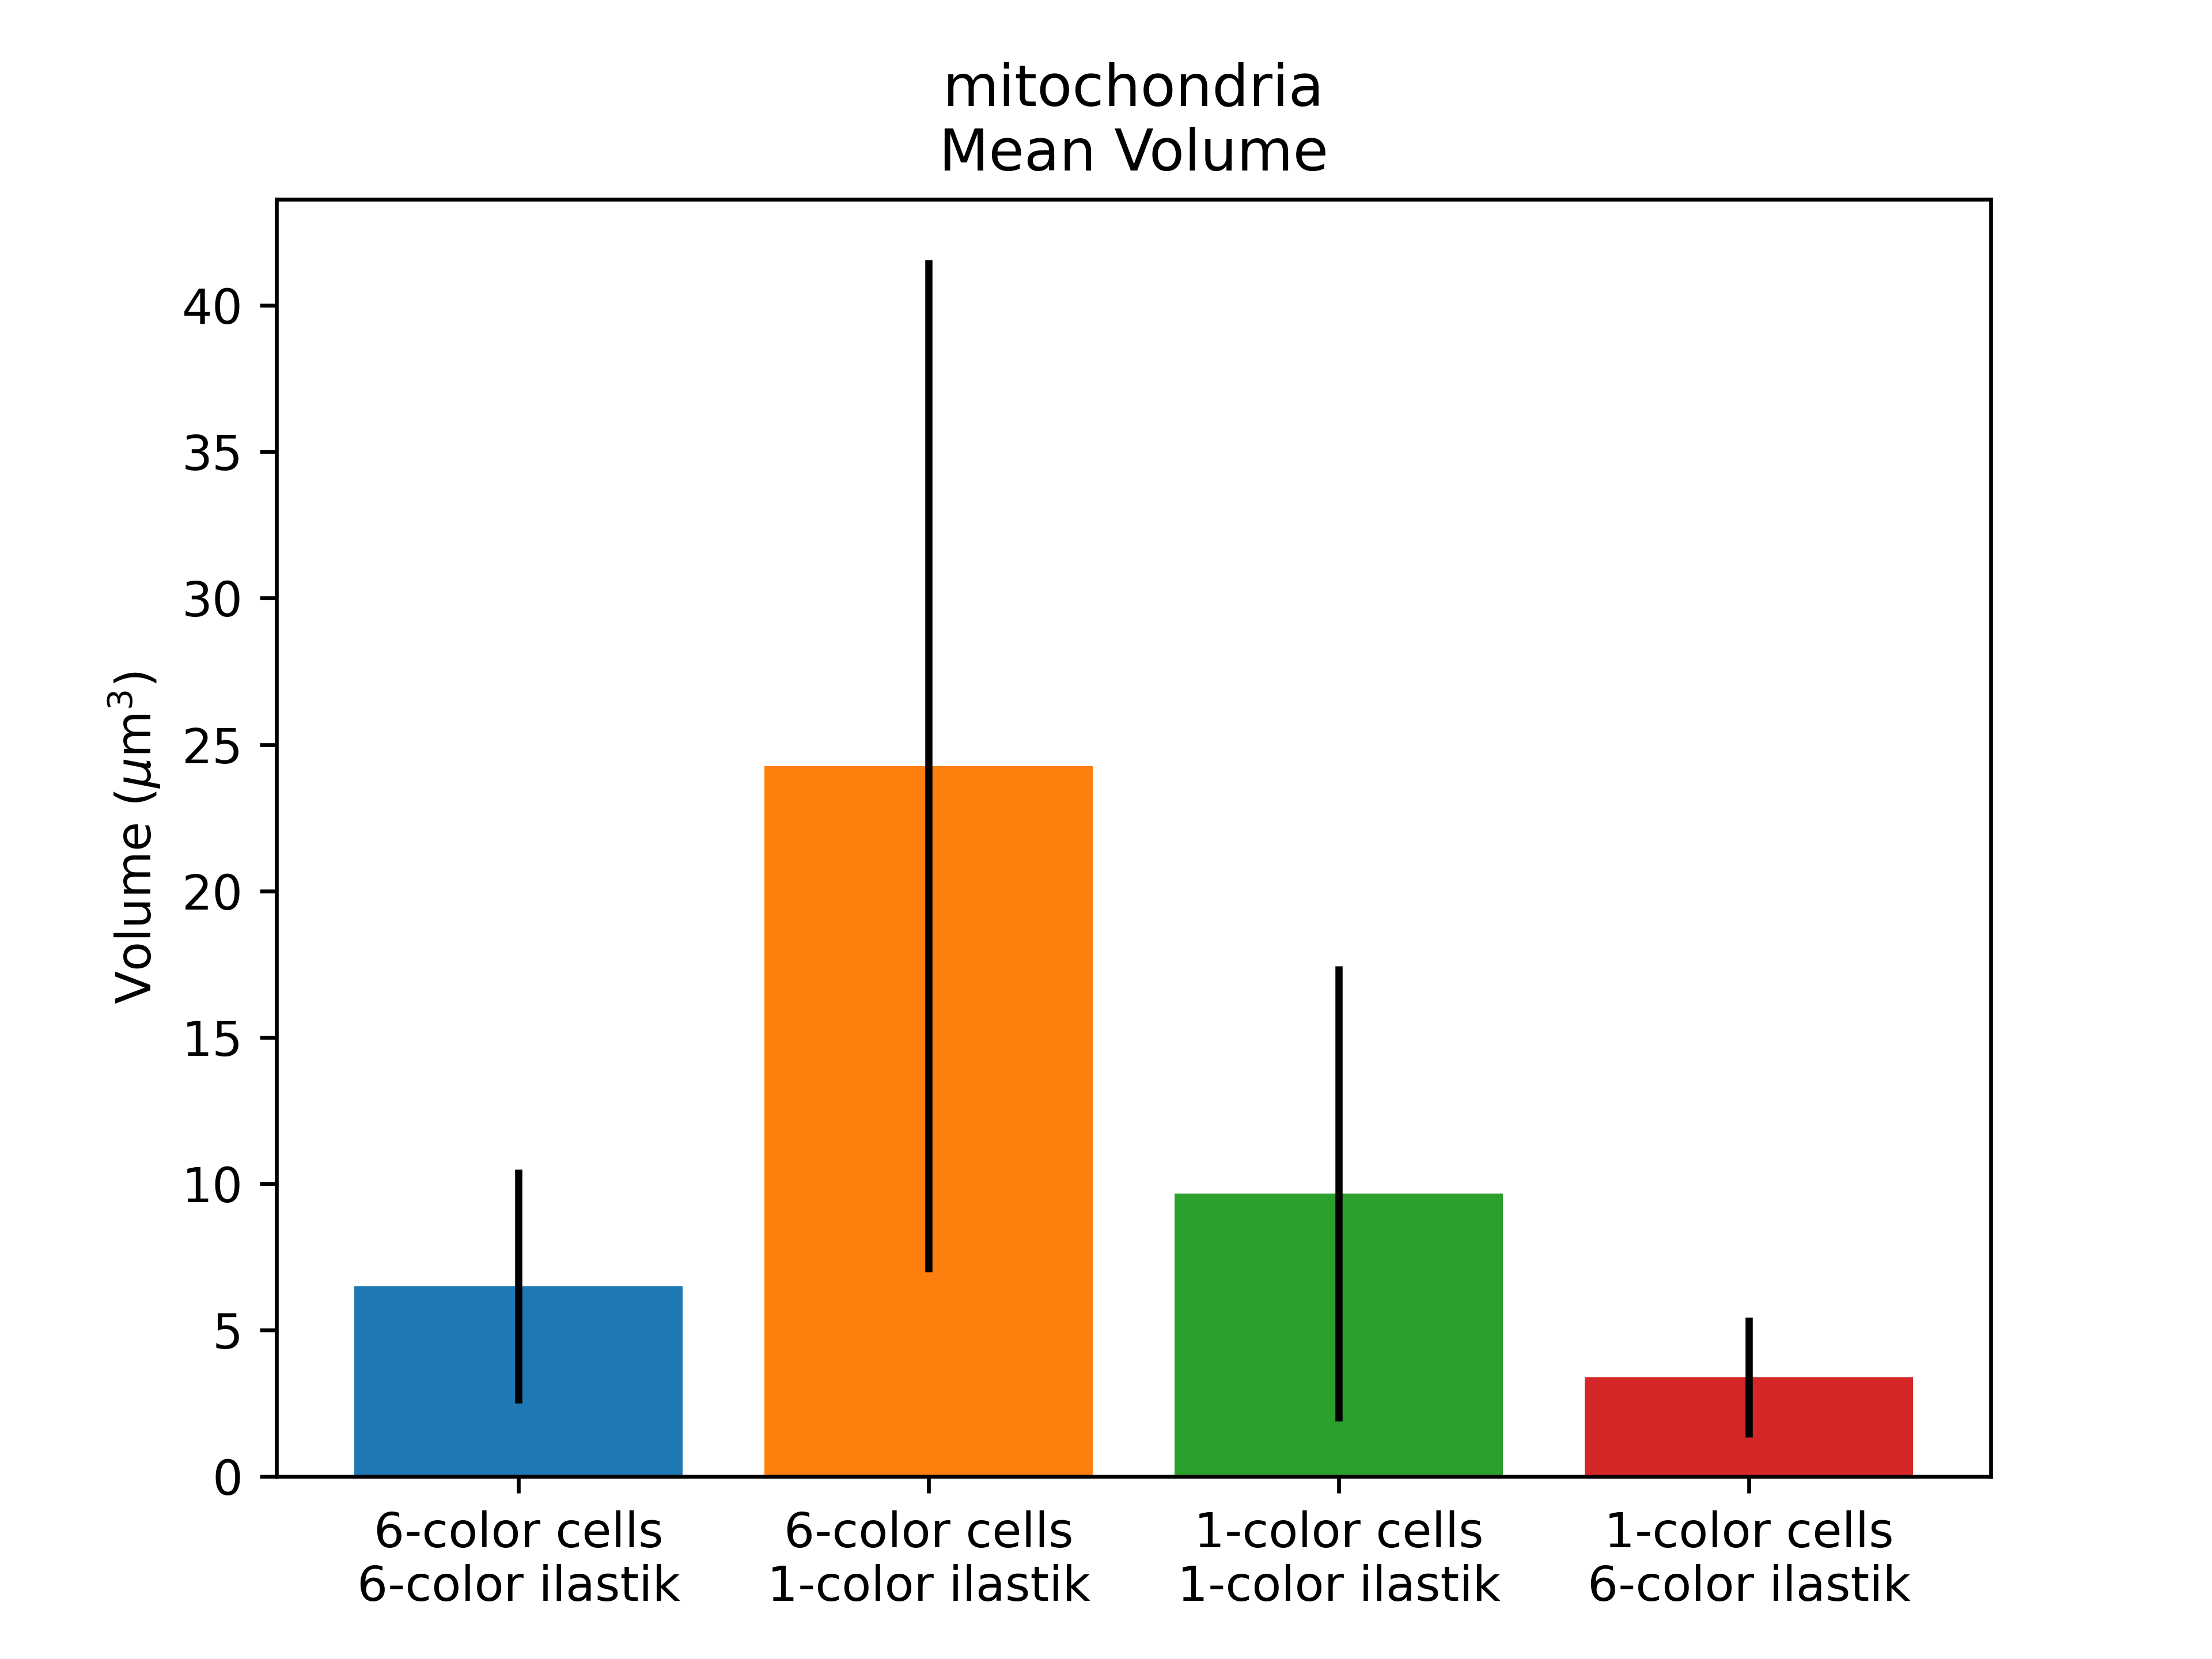 mitochondria
Mean Volume
Volume (μm³)
40
35
30
25
20
15
10
5
0
6-color cells
6-color ilastik
6-color cells
1-color ilastik
1-color cells
1-color ilastik
1-color cells
6-color ilastik